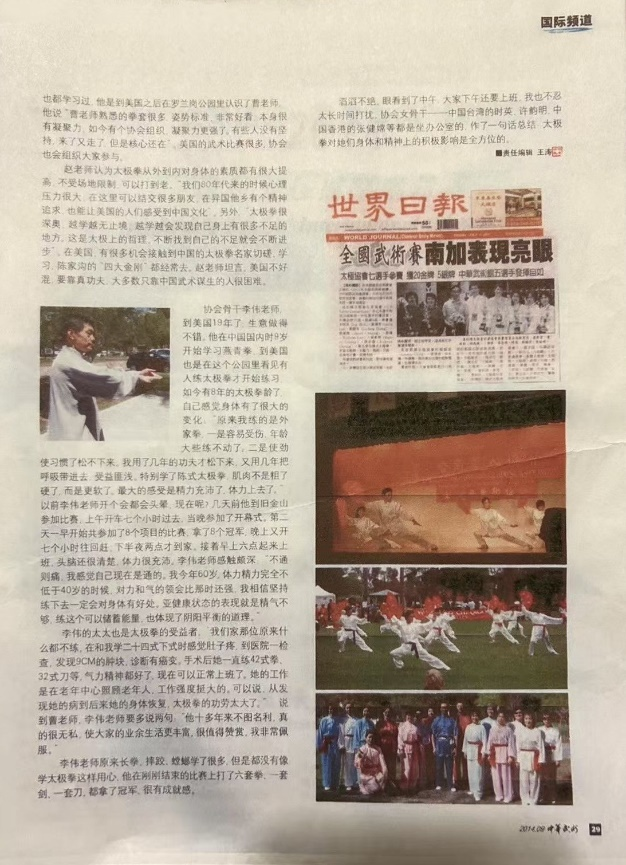 国际频道
也都学习过，他是到美国之后在罗兰岗公园里认识了曹老师，
他说“曹老师熟悉的拳套很多，姿势标准，非常好看，本身很
有凝聚力，如今有个协会组织，凝聚力更强了，有些人没有坚
持，来了又走了，但是核心还在”，美国的武术比赛很多，协会
也会组织大家参与。
赵老师认为太极拳从外到内对身体的素质都有很大提
高，不受场地限制，可以打到老。“我们80年代来的时候心理
压力很大，在这里可以结交很多朋友，在异国他乡有个精神
追求，也能让美国的人们感受到中国文化”，另外，“太极拳很
深奥，越学越无止境，越学越会发现自己身上有很多不足的
地方，这是太极上的哲理，不断找到自己的不足就会不断进
步”。在美国，有很多机会接触到中国的太极拳名家切磋、学
习，陈家沟的“四大金刚”都经常去。赵老师坦言，美国不好
混，要靠真功夫，大多数只靠中国武术谋生的人很困难。
协会骨干李伟老师，
到美国19年了，生意做得
不错。他在中国国内时9岁
开始学习燕青拳，到美国
也是在这个公园里看见有
人练太极拳才开始练习，
如今有8年的太极拳龄了，
自己感觉身体有了很大的
变化，“原来我练的是外
家拳，一是容易受伤，年龄
大些练不动了，二是使劲
使习惯了松不下来，我用了几年的功夫才松下来，又用几年把
呼吸带进去，受益匪浅。特别学了陈式太极拳，肌肉不是粗了
硬了，而是更软了，最大的感受是精力充沛了，体力上去了。”
以前李伟老师开个会都会头晕，现在呢？几天前他到旧金山
参加比赛，上午开车七个小时过去，当晚参加了开幕式，第二
天一早开始共参加了8个项目的比赛，拿了8个冠军，晚上又开
七个小时往回赶，下半夜两点才到家。接着早上六点起来上
班，头脑还很清楚，体力很充沛。李伟老师感触颇深，“不通
则痛，我感觉自己现在是通的，我今年60岁，体力精力完全不
低于40岁的时候，对力和气的领会比那时还强，我相信坚持
练下去一定会对身体有好处，亚健康状态的表现就是精气不
够，练这个可以储蓄能量，也体现了阴阳平衡的道理。”
李伟的太太也是太极拳的受益者，“我们家那位原来什
么都不练，在和我学二十四式下式时感觉肚子疼，到医院一检
查，发现9CM的肿块，诊断有癌变。手术后她一直练42式拳、
32式刀等，气力精神都好了，现在可以正常上班了。她的工作
是在老年中心照顾老年人，工作强度挺大的。可以说，从发
现她的病到后来她的身体恢复，太极拳的功劳太大了。”说
到曹老师，李伟老师要多说两句，“他十多年来不图名利，真
的很无私，使大家的业余生活更丰富，很值得赞赏，我非常佩
服。”
李伟老师原来长拳、摔跤、螳螂学了很多，但是都没有像
学太极拳这样用心，他在刚刚结束的比赛上打了六套拳、一套
剑、一套刀，都拿了冠军，很有成就感。
滔滔不绝，眼看到了中午，大家下午还要上班，我也不忍
太长时间打扰，协会女骨干——中国台湾的时英、许鹤明，中
国香港的张健嫦等都是坐办公室的，作了一句话总结：太极
拳对她们身体和精神上的积极影响是全方位的。
■责任编辑 王涛
世界日報
WORLD JOURNAL
全國武術賽 南加表現亮眼
太極協會七選手參賽 獲20金牌 5銀牌 中華武術館五選手發揮自如
2014.09 中华武术 29